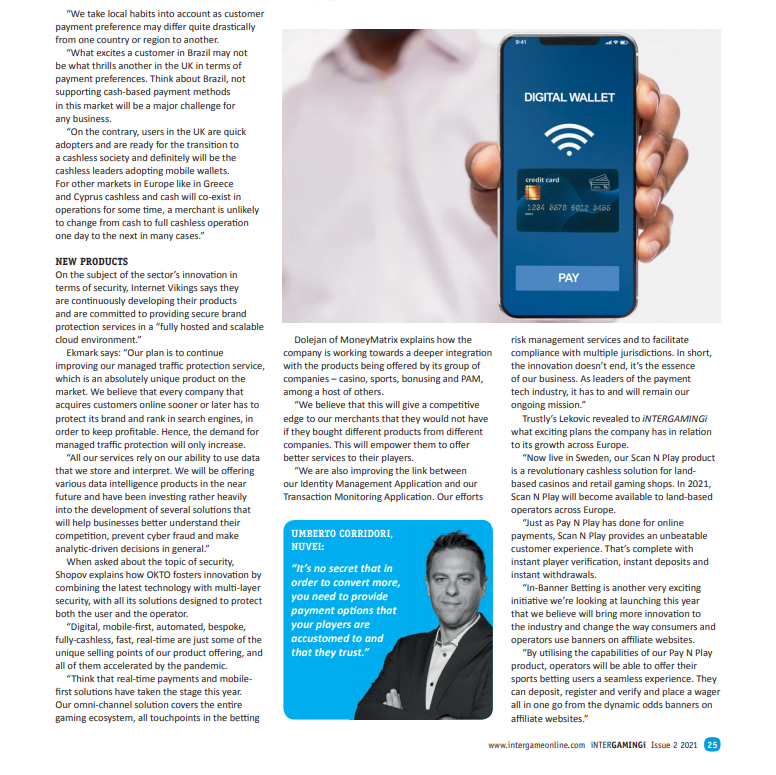 "We take local habits into account as customer
payment preference may differ quite drastically
from one country or region to another.
"What excites a customer in Brazil may not
be what thrills another in the UK in terms of
payment preferences. Think about Brazil, not
supporting cash-based payment methods
in this market will be a major challenge for
any business.
"On the contrary, users in the UK are quick
adopters and are ready for the transition to
a cashless society and definitely will be the
cashless leaders adopting mobile wallets.
For other markets in Europe like in Greece
and Cyprus cashless and cash will co-exist in
operations for some time, a merchant is unlikely
to change from cash to full cashless operation
one day to the next in many cases."
NEW PRODUCTS
On the subject of the sector's innovation in
terms of security, Internet Vikings says they
are continuously developing their products
and are committed to providing secure brand
protection services in a "fully hosted and scalable
cloud environment."
Ekmark says: "Our plan is to continue
improving our managed traffic protection service,
which is an absolutely unique product on the
market. We believe that every company that
acquires customers online sooner or later has to
protect its brand and rank in search engines, in
order to keep profitable. Hence, the demand for
managed traffic protection will only increase.
"All our services rely on our ability to use data
that we store and interpret. We will be offering
various data intelligence products in the near
future and have been investing rather heavily
into the development of several solutions that
will help businesses better understand their
competition, prevent cyber fraud and make
analytic-driven decisions in general."
When asked about the topic of security,
Shopov explains how OKTO fosters innovation by
combining the latest technology with multi-layer
security, with all its solutions designed to protect
both the user and the operator.
"Digital, mobile-first, automated, bespoke,
fully-cashless, fast, real-time are just some of the
unique selling points of our product offering, and
all of them accelerated by the pandemic.
"Think that real-time payments and mobile-
first solutions have taken the stage this year.
Our omni-channel solution covers the entire
gaming ecosystem, all touchpoints in the betting
9:41
DIGITAL WALLET
credit card
1234 5678 9012 3456
PAY
Dolejan of MoneyMatrix explains how the
company is working towards a deeper integration
with the products being offered by its group of
companies – casino, sports, bonusing and PAM,
among a host of others.
"We believe that this will give a competitive
edge to our merchants that they would not have
if they bought different products from different
companies. This will empower them to offer
better services to their players.
"We are also improving the link between
our Identity Management Application and our
Transaction Monitoring Application. Our efforts
UMBERTO CORRIDORI,
NUVEI:
"It's no secret that in
order to convert more,
you need to provide
payment options that
your players are
accustomed to and
that they trust."
risk management services and to facilitate
compliance with multiple jurisdictions. In short,
the innovation doesn't end, it's the essence
of our business. As leaders of the payment
tech industry, it has to and will remain our
ongoing mission."
Trustly's Lekovic revealed to iNTERGAMINGi
what exciting plans the company has in relation
to its growth across Europe.
"Now live in Sweden, our Scan N Play product
is a revolutionary cashless solution for land-
based casinos and retail gaming shops. In 2021,
Scan N Play will become available to land-based
operators across Europe.
"Just as Pay N Play has done for online
payments, Scan N Play provides an unbeatable
customer experience. That's complete with
instant player verification, instant deposits and
instant withdrawals.
"In-Banner Betting is another very exciting
initiative we're looking at launching this year
that we believe will bring more innovation to
the industry and change the way consumers and
operators use banners on affiliate websites.
"By utilising the capabilities of our Pay N Play
product, operators will be able to offer their
sports betting users a seamless experience. They
can deposit, register and verify and place a wager
all in one go from the dynamic odds banners on
affiliate websites."
www.intergameonline.com iNTERGAMINGi Issue 2 2021 25